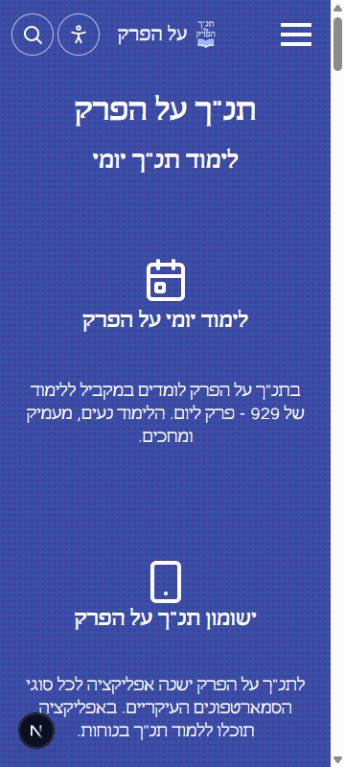 תנ״ך
על
הפרק
על הפרק
תנ״ך על הפרק
לימוד תנ״ך יומי
לימוד יומי על הפרק
בתנ״ך על הפרק לומדים במקביל ללימוד
של 929 - פרק ליום. הלימוד נעים, מעמיק
ומחכים.
ישומון תנ״ך על הפרק
לתנ״ך על הפרק ישנה אפליקציה לכל סוגי
הסמארטפונים העיקריים. באפליקציה
תוכלו ללמוד תנ״ך בנוחות.
N